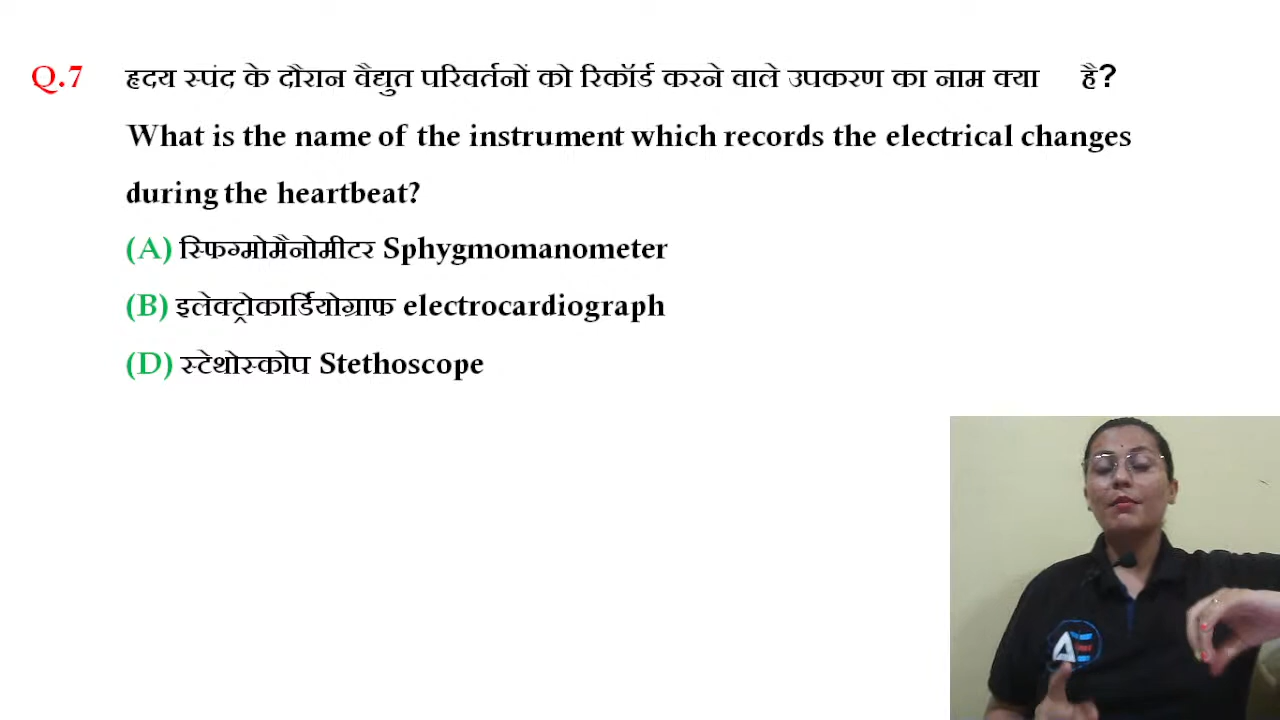 Q.7 हृदय स्पंद के दौरान वैद्युत परिवर्तनों को रिकॉर्ड करने वाले उपकरण का नाम क्या है?
What is the name of the instrument which records the electrical changes
during the heartbeat?
(A) स्फिग्मोमैनोमीटर Sphygmomanometer
(B) इलेक्ट्रोकार्डियोग्राफ electrocardiograph
(D) स्टेथोस्कोप Stethoscope